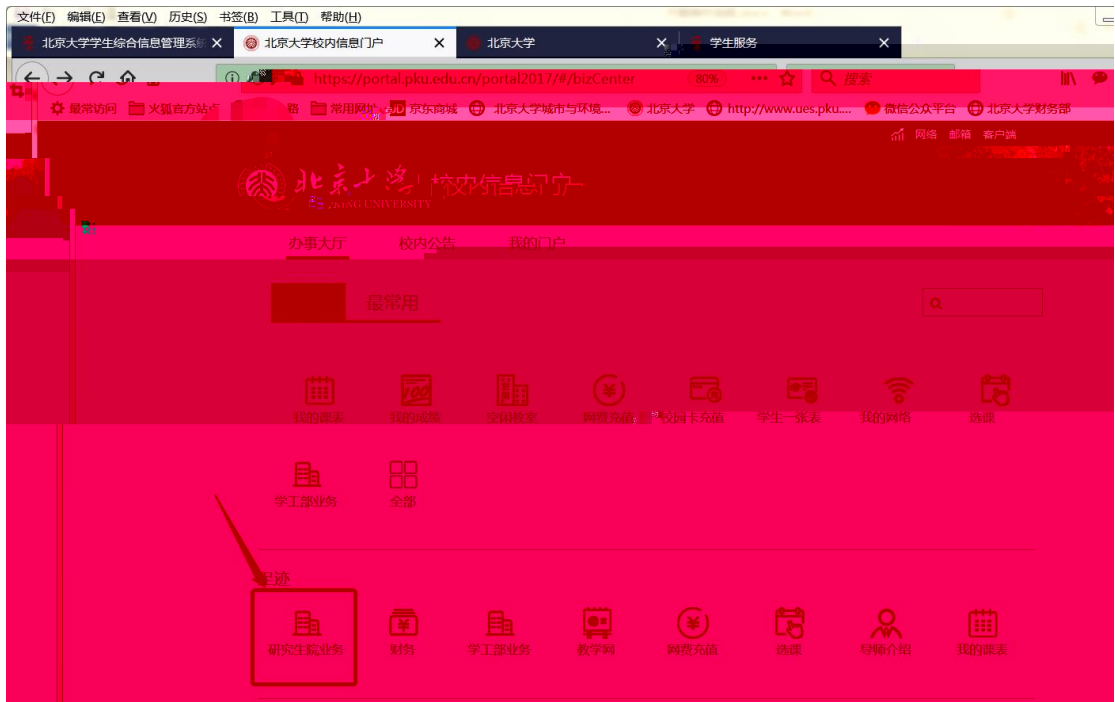 文件(F) 编辑(E) 查看(V) 历史(S) 书签(B) 工具(T) 帮助(H)
北京大学学生综合信息管理系统 北京大学校内信息门户 北京大学 学生服务
https://portal.pku.edu.cn/portal2017/#/bizCenter 80% 搜索
最常访问 火狐官方站点 常用网址 JD 京东商城 北京大学城市与环境... 北京大学 http://www.ues.pku.... 微信公众平台 北京大学财务部
网络 邮箱 客户端
北京大学 校内信息门户
PEKING UNIVERSITY
办事大厅 校内公告 我的门户
最常用
我的课表 我的成绩 空闲教室 网费充值 校园卡充值 学生一张表 我的网络 选课
学工部业务 全部
足迹
研究生院业务 财务 学工部业务 教学网 网费充值 选课 导师介绍 我的课表